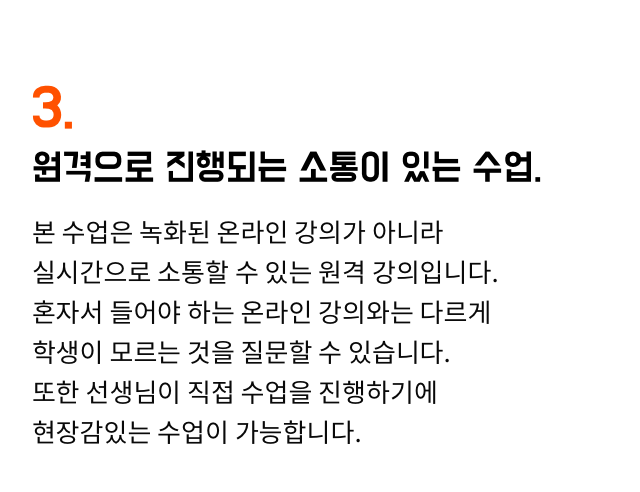 3.
원격으로 진행되는 소통이 있는 수업.
본 수업은 녹화된 온라인 강의가 아니라
실시간으로 소통할 수 있는 원격 강의입니다.
혼자서 들어야 하는 온라인 강의와는 다르게
학생이 모르는 것을 질문할 수 있습니다.
또한 선생님이 직접 수업을 진행하기에
현장감있는 수업이 가능합니다.